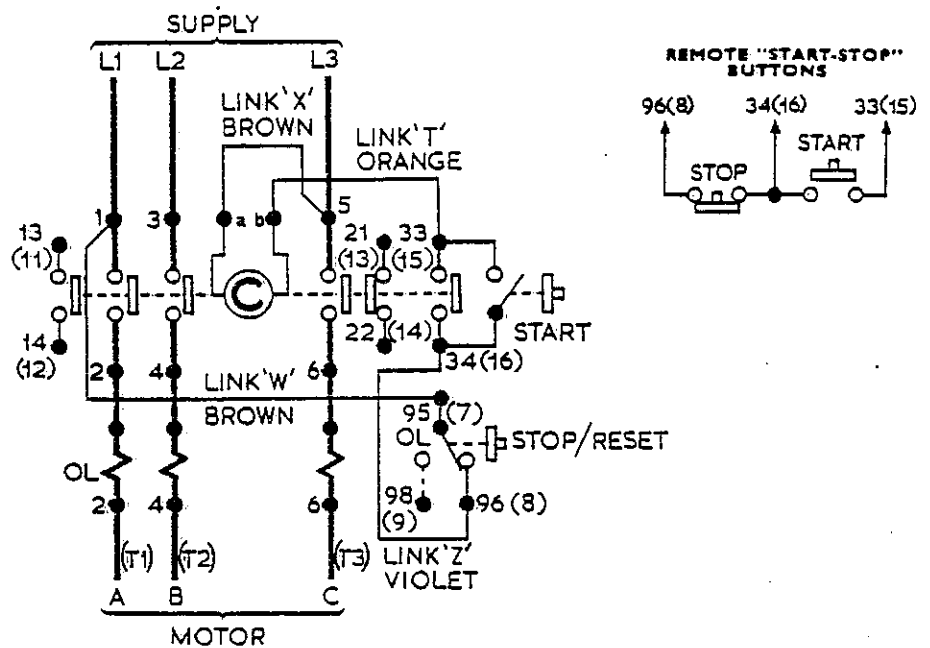 SUPPLY
L1 L2 L3
LINK 'X'
BROWN
LINK 'T'
ORANGE
REMOTE "START-STOP"
BUTTONS
96(8) 34(16) 33(15)
START
STOP
1 3 a b 5
13
(11)
21
(13)
33
(15)
C
START
14
(12)
22
(14)
34(16)
2 4 6
LINK 'W'
BROWN
95 (7)
OL
STOP/RESET
OL
98
(9)
96 (8)
2 4 6
(T1) (T2) (T3)
LINK 'Z'
VIOLET
A B C
MOTOR